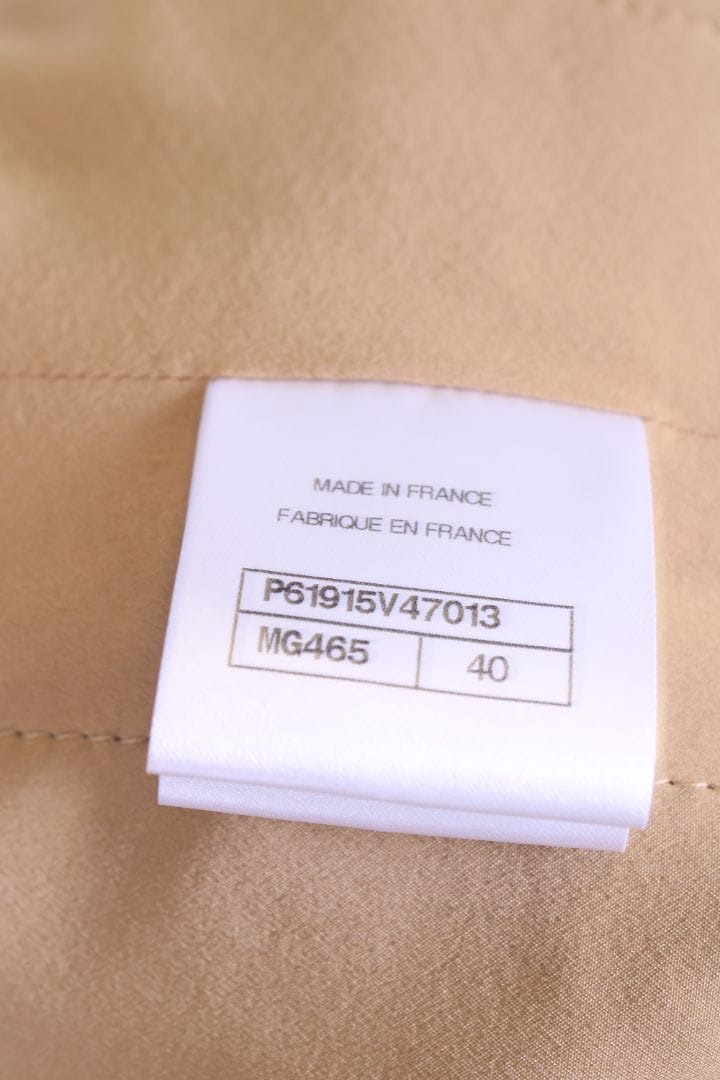 MADE IN FRANCE
FABRIQUE EN FRANCE
P61915V47013
MG465 40